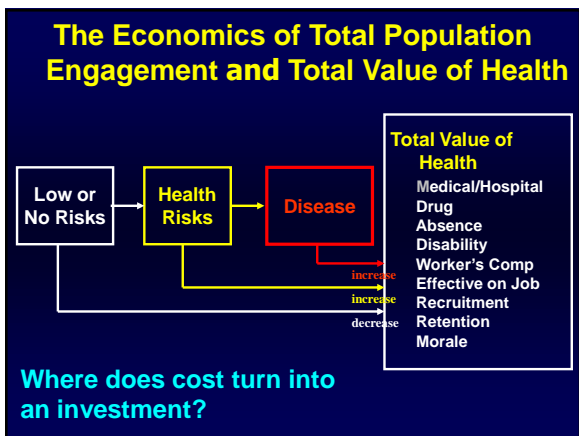 The Economics of Total Population
Engagement and Total Value of Health
Low or
No Risks
Health
Risks
Disease
Total Value of
Health
Medical/Hospital
Drug
Absence
Disability
Worker's Comp
Effective on Job
Recruitment
Retention
Morale
increase
increase
decrease
Where does cost turn into
an investment?